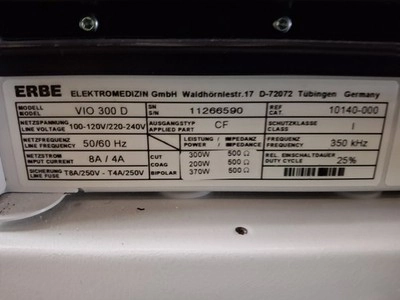 ERBE ELEKTROMEDIZIN GmbH Waldhörnlestr.17 D-72072 Tübingen Germany
MODELL
MODEL VIO 300 D
SN
S/N 11266590
REF
CAT. 10140-000
NETZSPANNUNG
LINE VOLTAGE 100-120V/220-240V
AUSGANGSTYP
APPLIED PART CF
SCHUTZKLASSE
CLASS I
NETZFREQUENZ
LINE FREQUENCY 50/60 Hz
LEISTUNG / IMPEDANZ
POWER / IMPEDANCE
FREQUENZ
FREQUENCY 350 kHz
NETZSTROM
INPUT CURRENT 8A / 4A
CUT 300W 500 Ω
COAG 200W 500 Ω
BIPOLAR 370W 500 Ω
REL. EINSCHALTDAUER
DUTY CYCLE 25%
SICHERUNG
LINE FUSE T8A/250V - T4A/250V